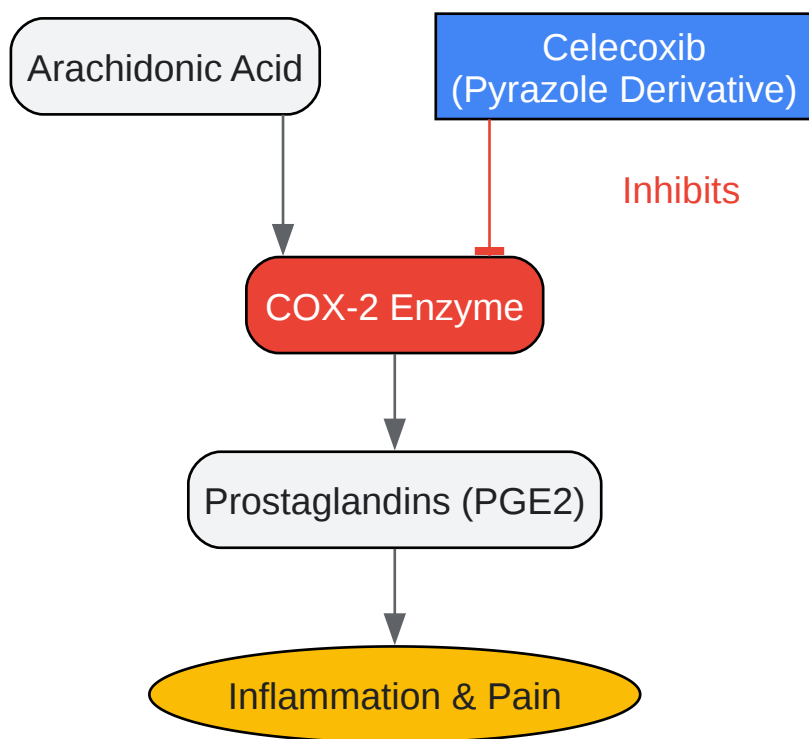 Arachidonic Acid
Celecoxib
(Pyrazole Derivative)
Inhibits
COX-2 Enzyme
Prostaglandins (PGE2)
Inflammation & Pain